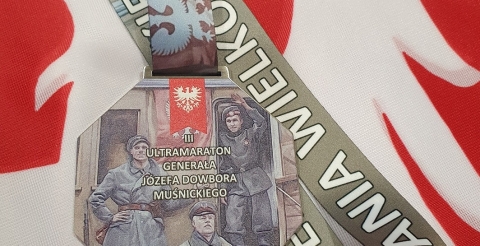 III
ULTRAMARATON
GENERAŁA
JÓZEFA DOWBORA
MUŚNICKIEGO
ANIA WIELKO